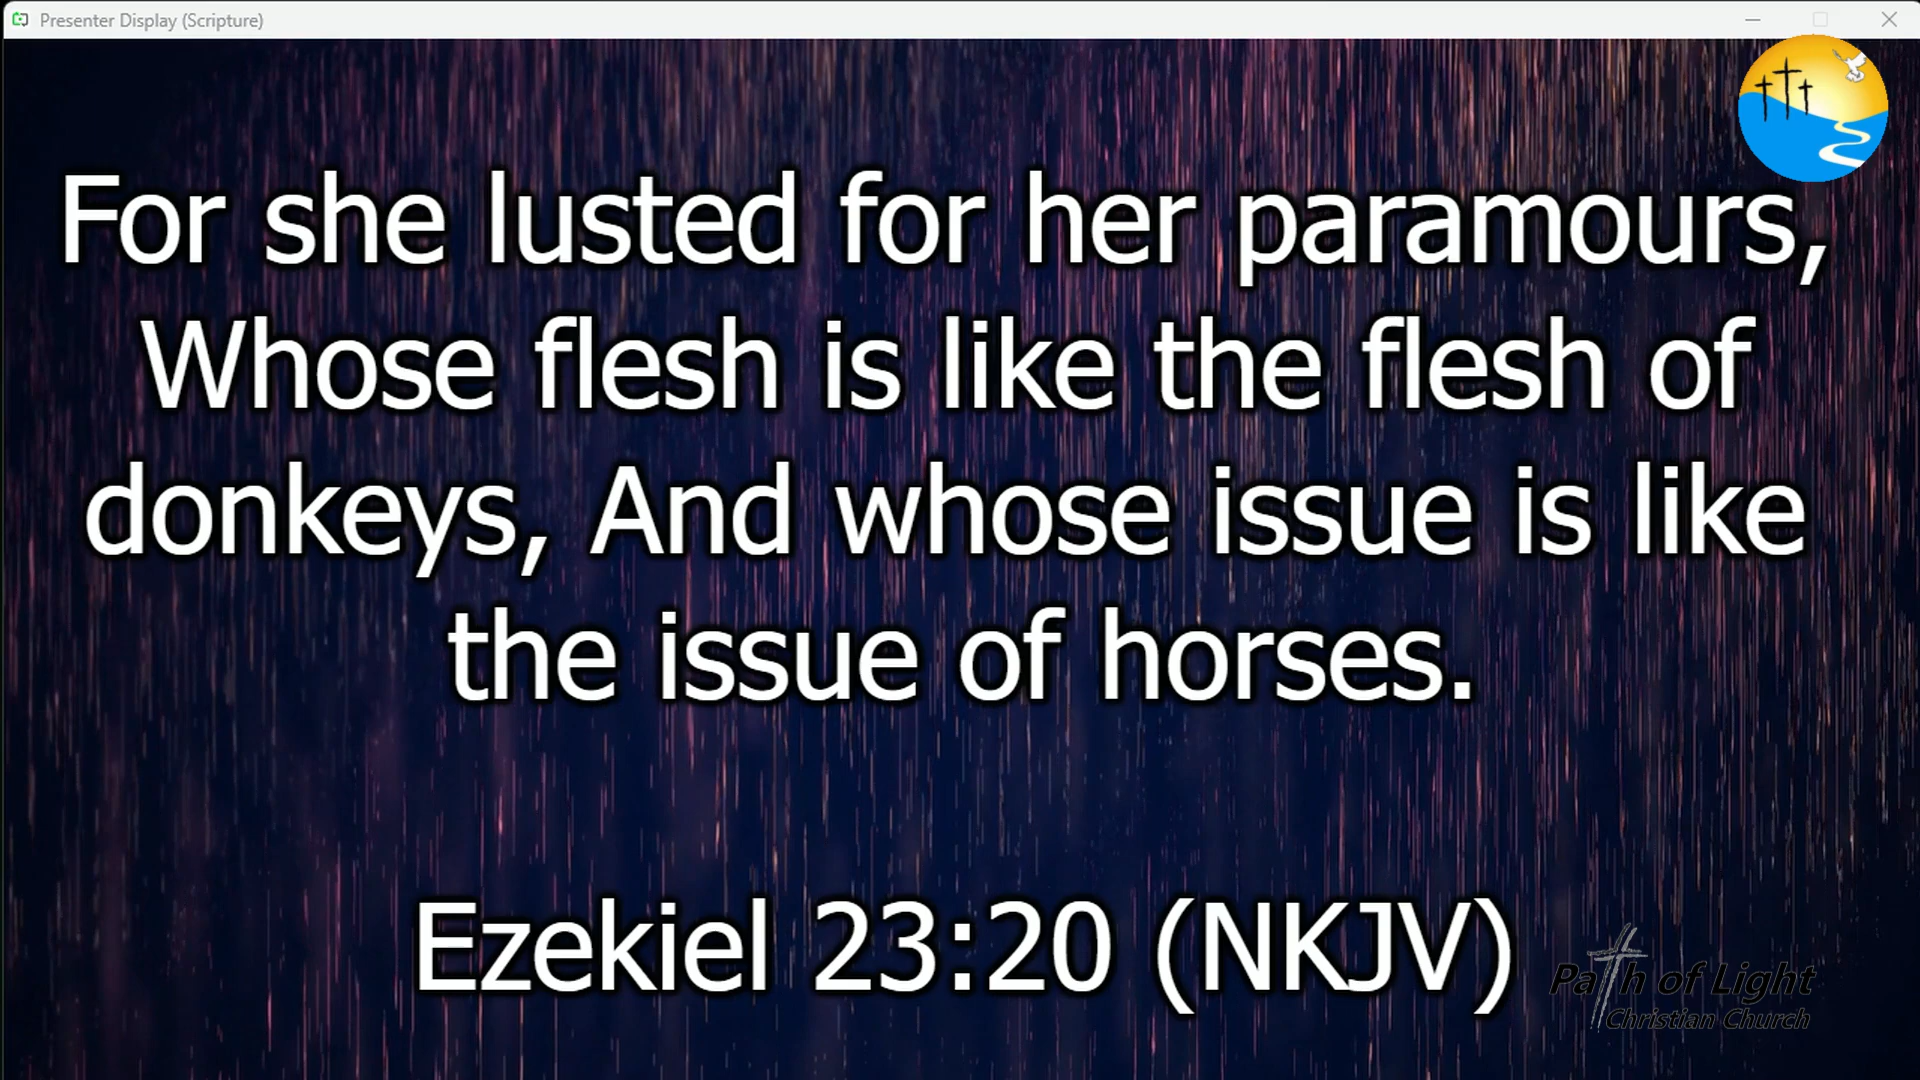 Presenter Display (Scripture)
For she lusted for her paramours,
Whose flesh is like the flesh of
donkeys, And whose issue is like
the issue of horses.
Ezekiel 23:20 (NKJV)
Path of Light
Christian Church